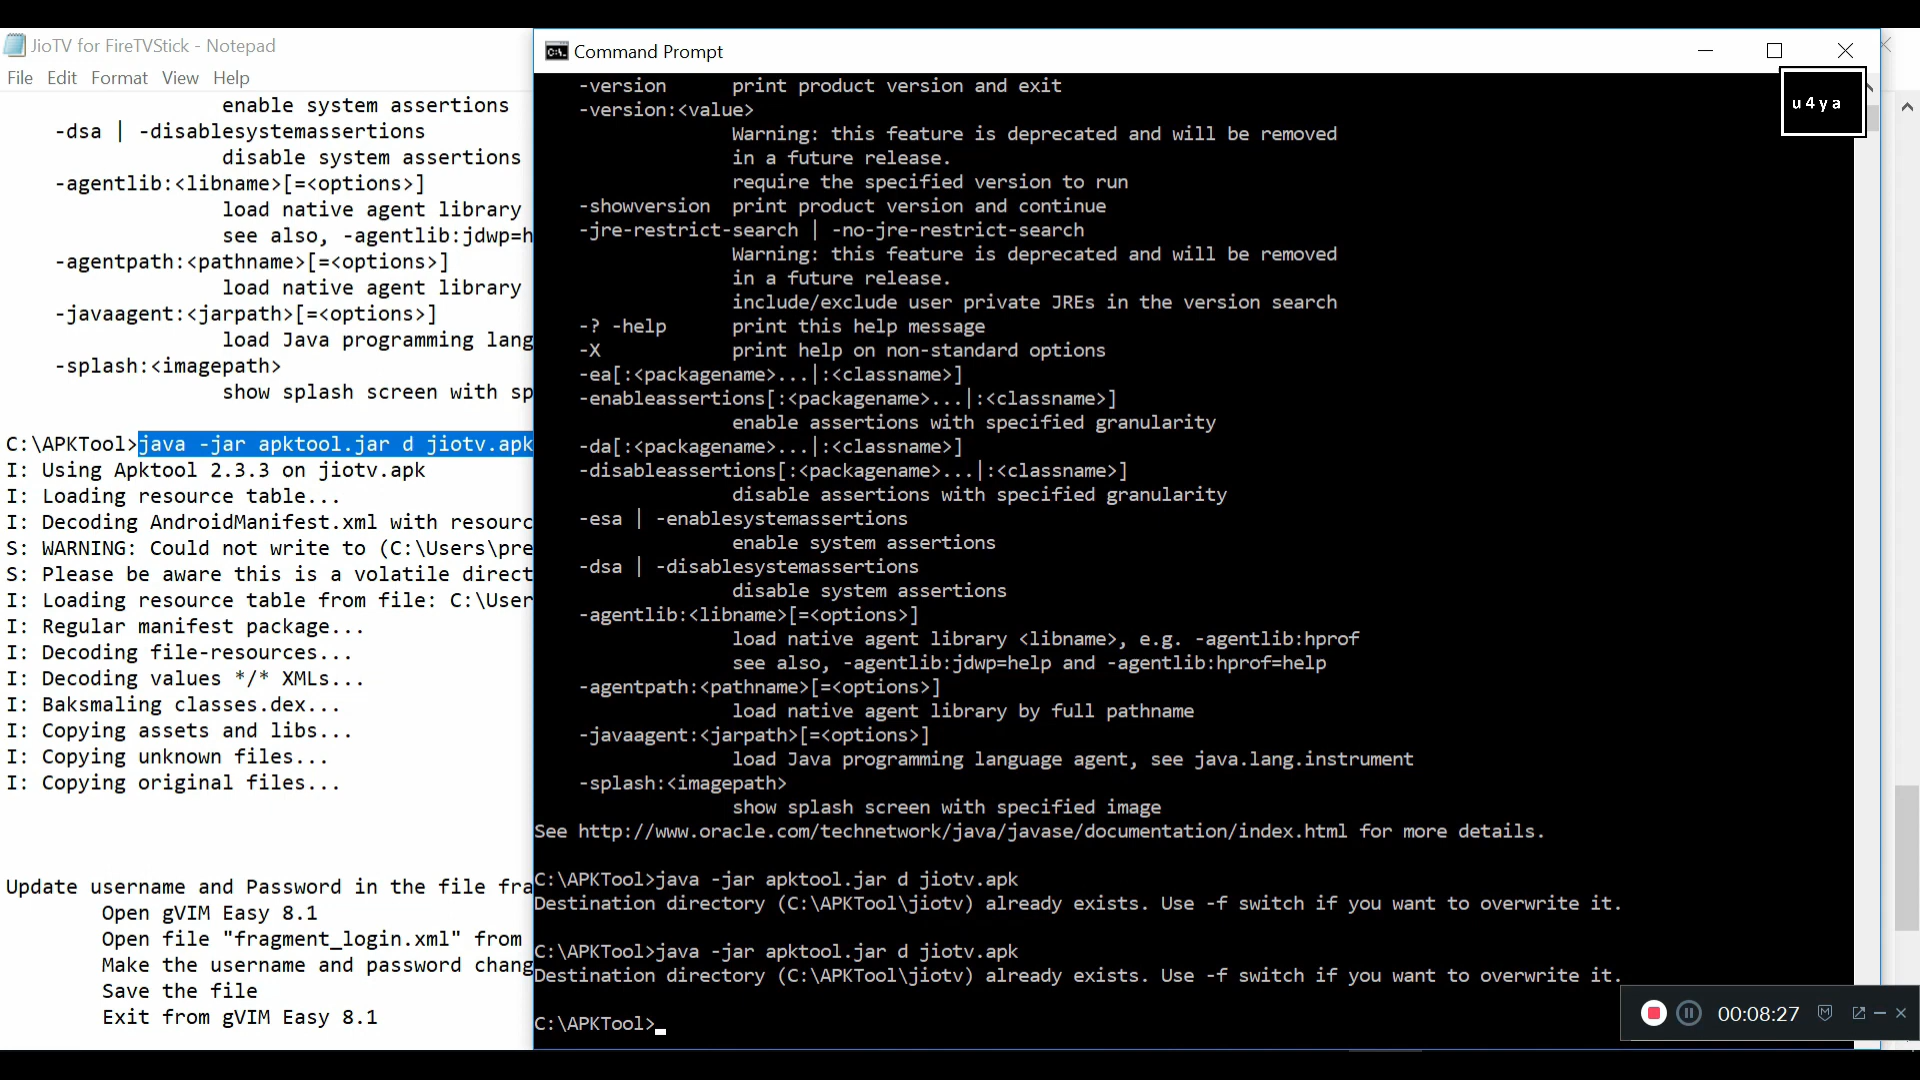 JioTV for FireTVStick - Notepad
File Edit Format View Help
enable system assertions
-dsa | -disablesystemassertions
disable system assertions
-agentlib:<libname>[=<options>]
load native agent library
see also, -agentlib:jdwp=h
-agentpath:<pathname>[=<options>]
load native agent library
-javaagent:<jarpath>[=<options>]
load Java programming lang
-splash:<imagepath>
show splash screen with sp
C:\APKTool>java -jar apktool.jar d jiotv.apk
I: Using Apktool 2.3.3 on jiotv.apk
I: Loading resource table...
I: Decoding AndroidManifest.xml with resourc
S: WARNING: Could not write to (C:\Users\pre
S: Please be aware this is a volatile direct
I: Loading resource table from file: C:\User
I: Regular manifest package...
I: Decoding file-resources...
I: Decoding values */* XMLs...
I: Baksmaling classes.dex...
I: Copying assets and libs...
I: Copying unknown files...
I: Copying original files...
Update username and Password in the file fra
Open gVIM Easy 8.1
Open file "fragment_login.xml" from
Make the username and password chang
Save the file
Exit from gVIM Easy 8.1
Command Prompt
u4ya
-version print product version and exit
-version:<value>
Warning: this feature is deprecated and will be removed
in a future release.
require the specified version to run
-showversion print product version and continue
-jre-restrict-search | -no-jre-restrict-search
Warning: this feature is deprecated and will be removed
in a future release.
include/exclude user private JREs in the version search
-? -help print this help message
-X print help on non-standard options
-ea[:<packagename>...|:<classname>]
-enableassertions[:<packagename>...|:<classname>]
enable assertions with specified granularity
-da[:<packagename>...|:<classname>]
-disableassertions[:<packagename>...|:<classname>]
disable assertions with specified granularity
-esa | -enablesystemassertions
enable system assertions
-dsa | -disablesystemassertions
disable system assertions
-agentlib:<libname>[=<options>]
load native agent library <libname>, e.g. -agentlib:hprof
see also, -agentlib:jdwp=help and -agentlib:hprof=help
-agentpath:<pathname>[=<options>]
load native agent library by full pathname
-javaagent:<jarpath>[=<options>]
load Java programming language agent, see java.lang.instrument
-splash:<imagepath>
show splash screen with specified image
See http://www.oracle.com/technetwork/java/javase/documentation/index.html for more details.
C:\APKTool>java -jar apktool.jar d jiotv.apk
Destination directory (C:\APKTool\jiotv) already exists. Use -f switch if you want to overwrite it.
C:\APKTool>java -jar apktool.jar d jiotv.apk
Destination directory (C:\APKTool\jiotv) already exists. Use -f switch if you want to overwrite it.
C:\APKTool>
00:08:27